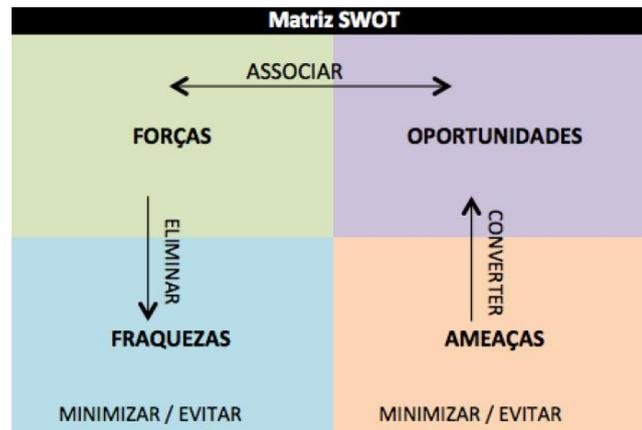 Matriz SWOT
ASSOCIAR
FORÇAS
OPORTUNIDADES
ELIMINAR
CONVERTER
FRAQUEZAS
AMEAÇAS
MINIMIZAR / EVITAR
MINIMIZAR / EVITAR